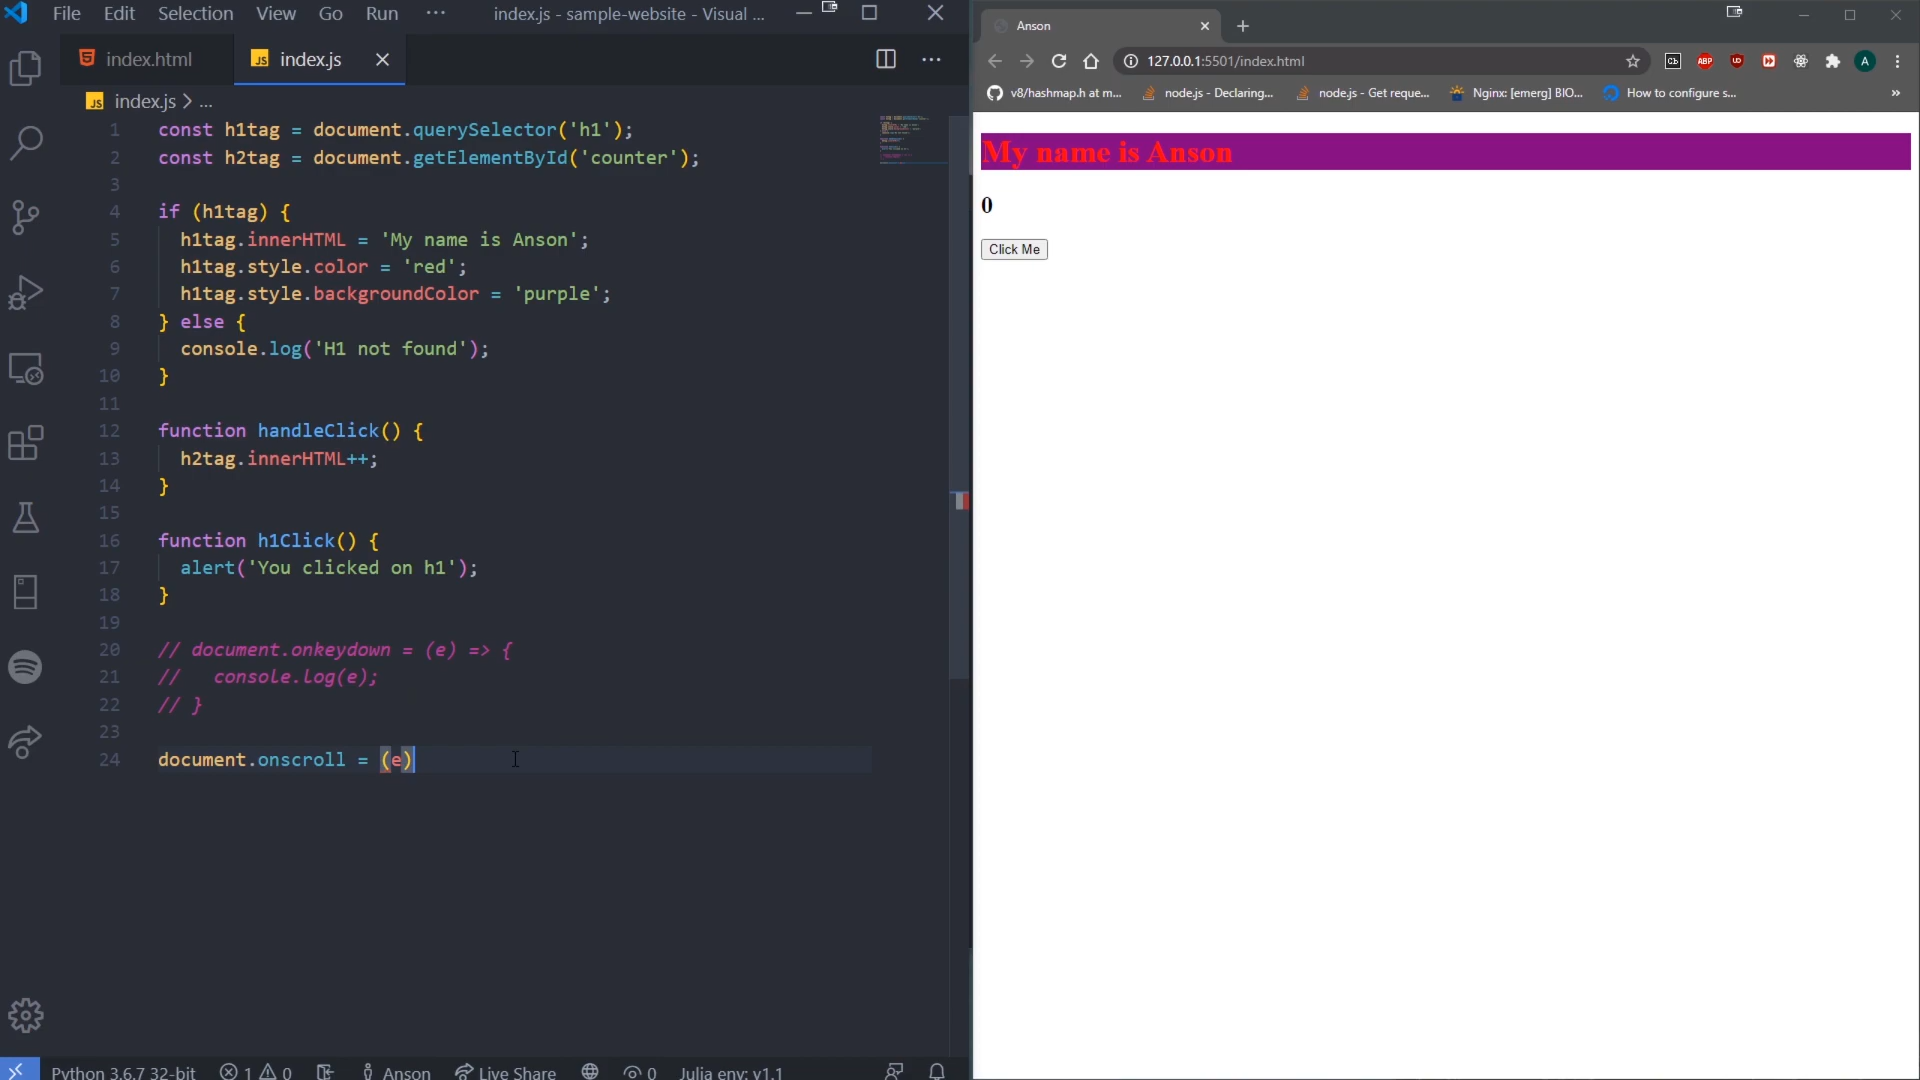 File Edit Selection View Go Run ··· index.js - sample-website - Visual ...
index.html
JS index.js
JS index.js > ...
1 const h1tag = document.querySelector('h1');
2 const h2tag = document.getElementById('counter');
3
4 if (h1tag) {
5 h1tag.innerHTML = 'My name is Anson';
6 h1tag.style.color = 'red';
7 h1tag.style.backgroundColor = 'purple';
8 } else {
9 console.log('H1 not found');
10 }
11
12 function handleClick() {
13 h2tag.innerHTML++;
14 }
15
16 function h1Click() {
17 alert('You clicked on h1');
18 }
19
20 // document.onkeydown = (e) => {
21 // console.log(e);
22 // }
23
24 document.onscroll = (e)
Python 3.6.7 32-bit 1 0 Anson Live Share 0 Julia env: v1.1
Anson
127.0.0.1:5501/index.html
ABP
A
v8/hashmap.h at m... node.js - Declaring... node.js - Get reque... Nginx: [emerg] BIO... How to configure s... »
My name is Anson
0
Click Me